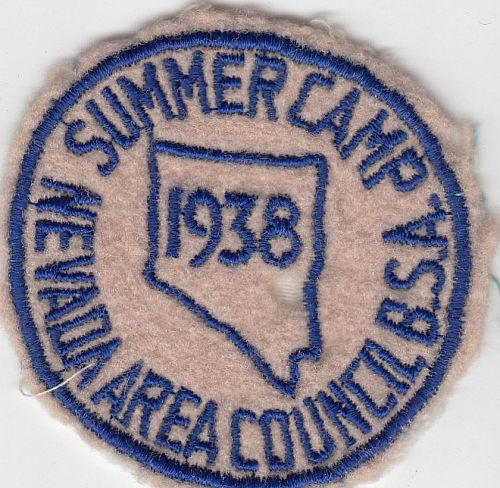 SUMMER CAMP
1938
NEVADA AREA COUNCIL B.S.A.